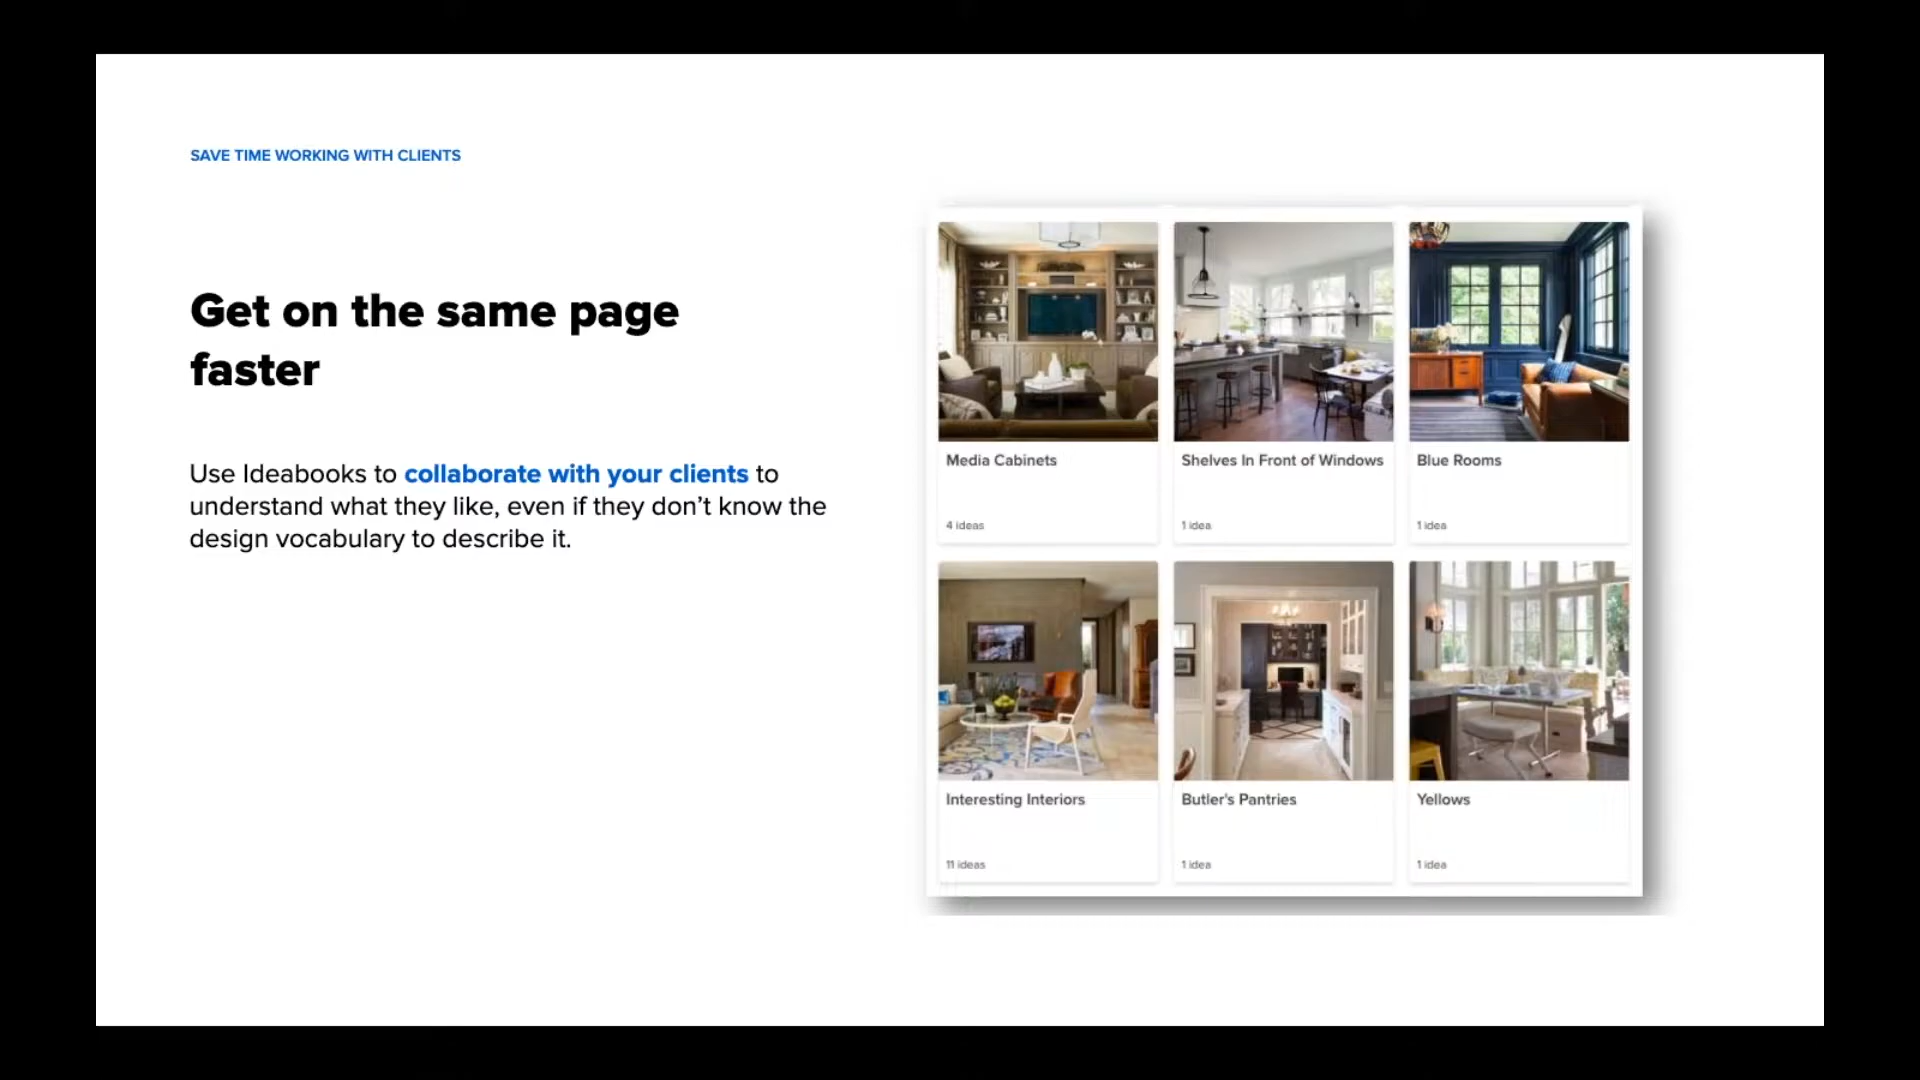 SAVE TIME WORKING WITH CLIENTS
Get on the same page
faster
Use Ideabooks to collaborate with your clients to
understand what they like, even if they don’t know the
design vocabulary to describe it.
Media Cabinets
4 ideas
Shelves In Front of Windows
1 idea
Blue Rooms
1 idea
Interesting Interiors
11 ideas
Butler's Pantries
1 idea
Yellows
1 idea